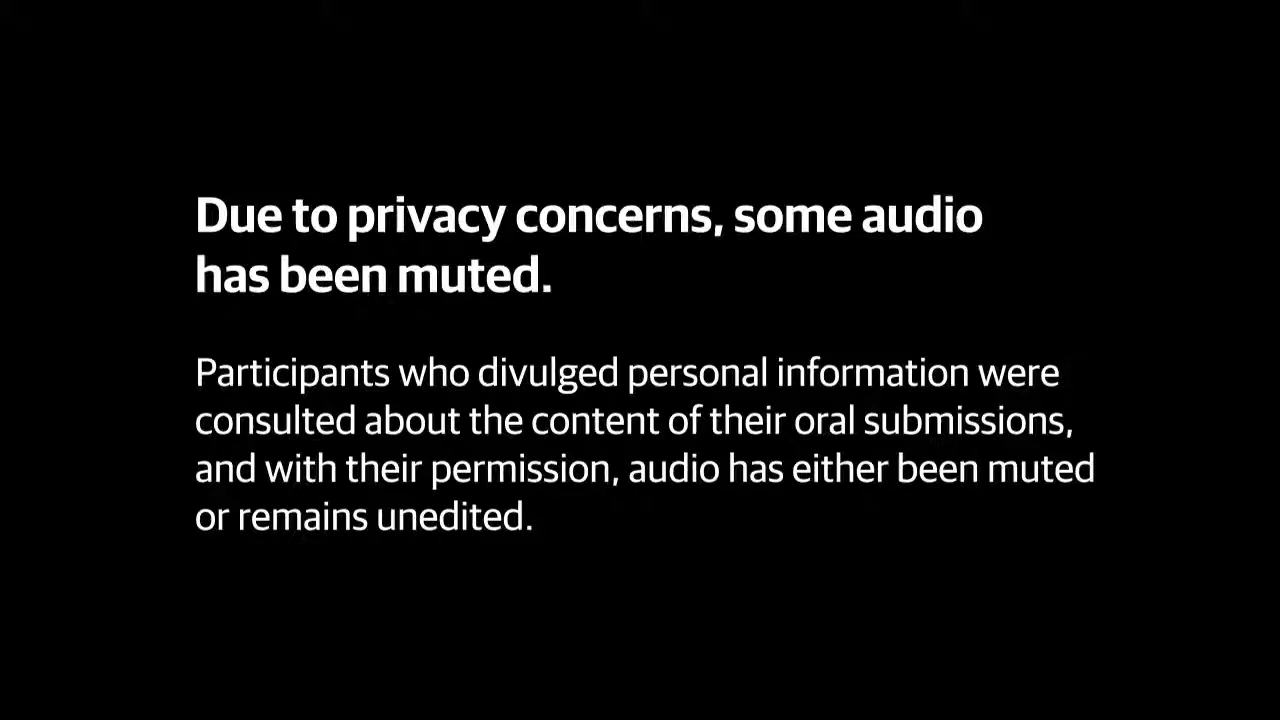 Due to privacy concerns, some audio
has been muted.
Participants who divulged personal information were
consulted about the content of their oral submissions,
and with their permission, audio has either been muted
or remains unedited.